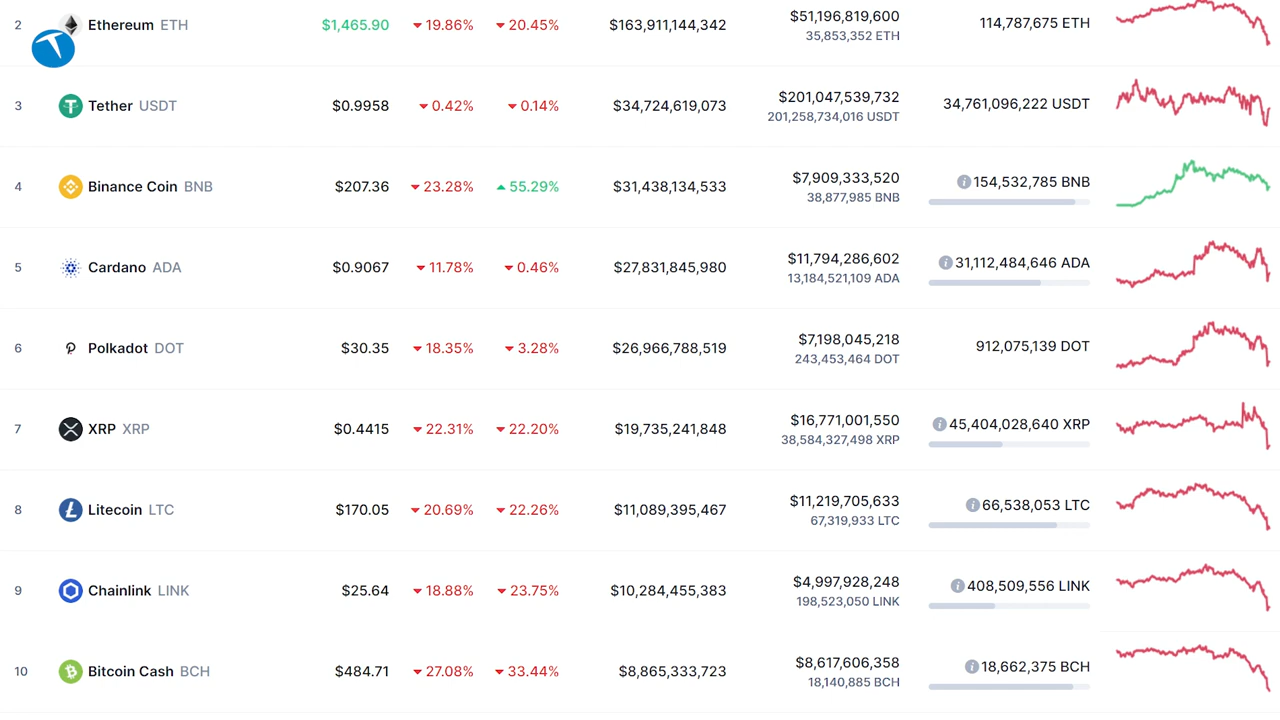 2 Ethereum ETH $1,465.90 19.86% 20.45% $163,911,144,342 $51,196,819,600 114,787,675 ETH
35,853,352 ETH
3 Tether USDT $0.9958 0.42% 0.14% $34,724,619,073 $201,047,539,732 34,761,096,222 USDT
201,258,734,016 USDT
4 Binance Coin BNB $207.36 23.28% 55.29% $31,438,134,533 $7,909,333,520 154,532,785 BNB
38,877,985 BNB
5 Cardano ADA $0.9067 11.78% 0.46% $27,831,845,980 $11,794,286,602 31,112,484,646 ADA
13,184,521,109 ADA
6 Polkadot DOT $30.35 18.35% 3.28% $26,966,788,519 $7,198,045,218 912,075,139 DOT
243,453,464 DOT
7 XRP XRP $0.4415 22.31% 22.20% $19,735,241,848 $16,771,001,550 45,404,028,640 XRP
38,584,327,498 XRP
8 Litecoin LTC $170.05 20.69% 22.26% $11,089,395,467 $11,219,705,633 66,538,053 LTC
67,319,933 LTC
9 Chainlink LINK $25.64 18.88% 23.75% $10,284,455,383 $4,997,928,248 408,509,556 LINK
198,523,050 LINK
10 Bitcoin Cash BCH $484.71 27.08% 33.44% $8,865,333,723 $8,617,606,358 18,662,375 BCH
18,140,885 BCH